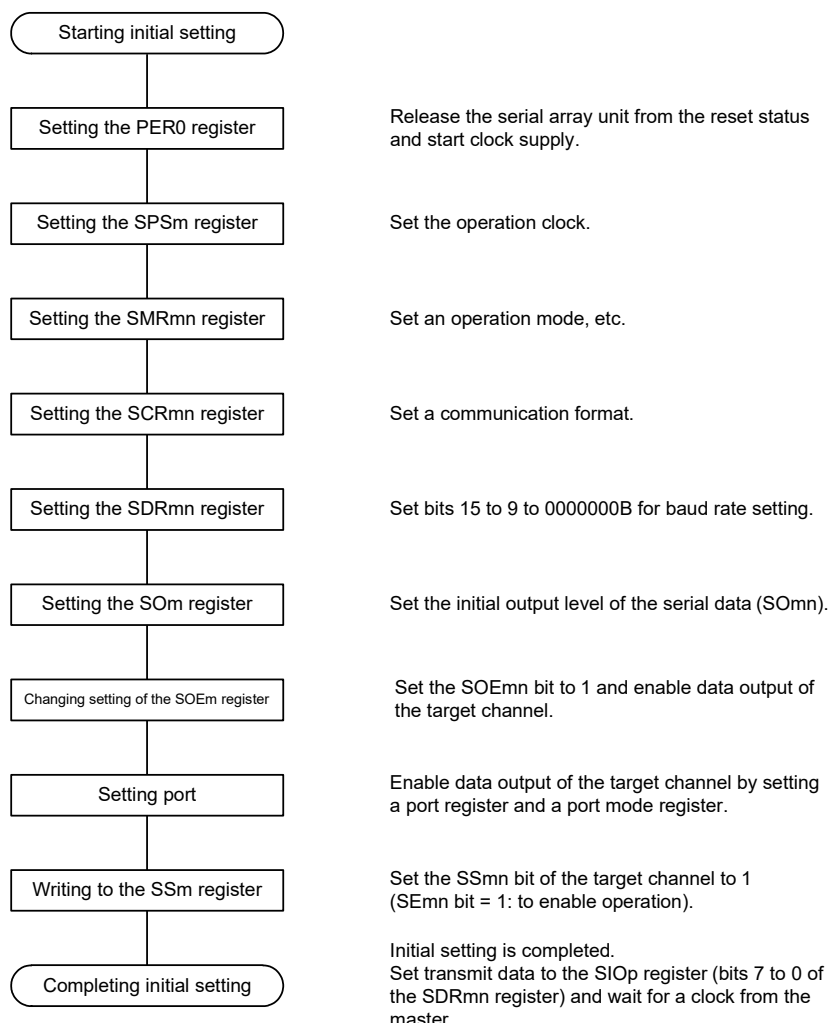 Starting initial setting
Setting the PER0 register
Release the serial array unit from the reset status
and start clock supply.
Setting the SPSm register
Set the operation clock.
Setting the SMRmn register
Set an operation mode, etc.
Setting the SCRmn register
Set a communication format.
Setting the SDRmn register
Set bits 15 to 9 to 0000000B for baud rate setting.
Setting the SOm register
Set the initial output level of the serial data (SOmn).
Changing setting of the SOEm register
Set the SOEmn bit to 1 and enable data output of
the target channel.
Setting port
Enable data output of the target channel by setting
a port register and a port mode register.
Writing to the SSm register
Set the SSmn bit of the target channel to 1
(SEmn bit = 1: to enable operation).
Completing initial setting
Initial setting is completed.
Set transmit data to the SIOp register (bits 7 to 0 of
the SDRmn register) and wait for a clock from the
master.